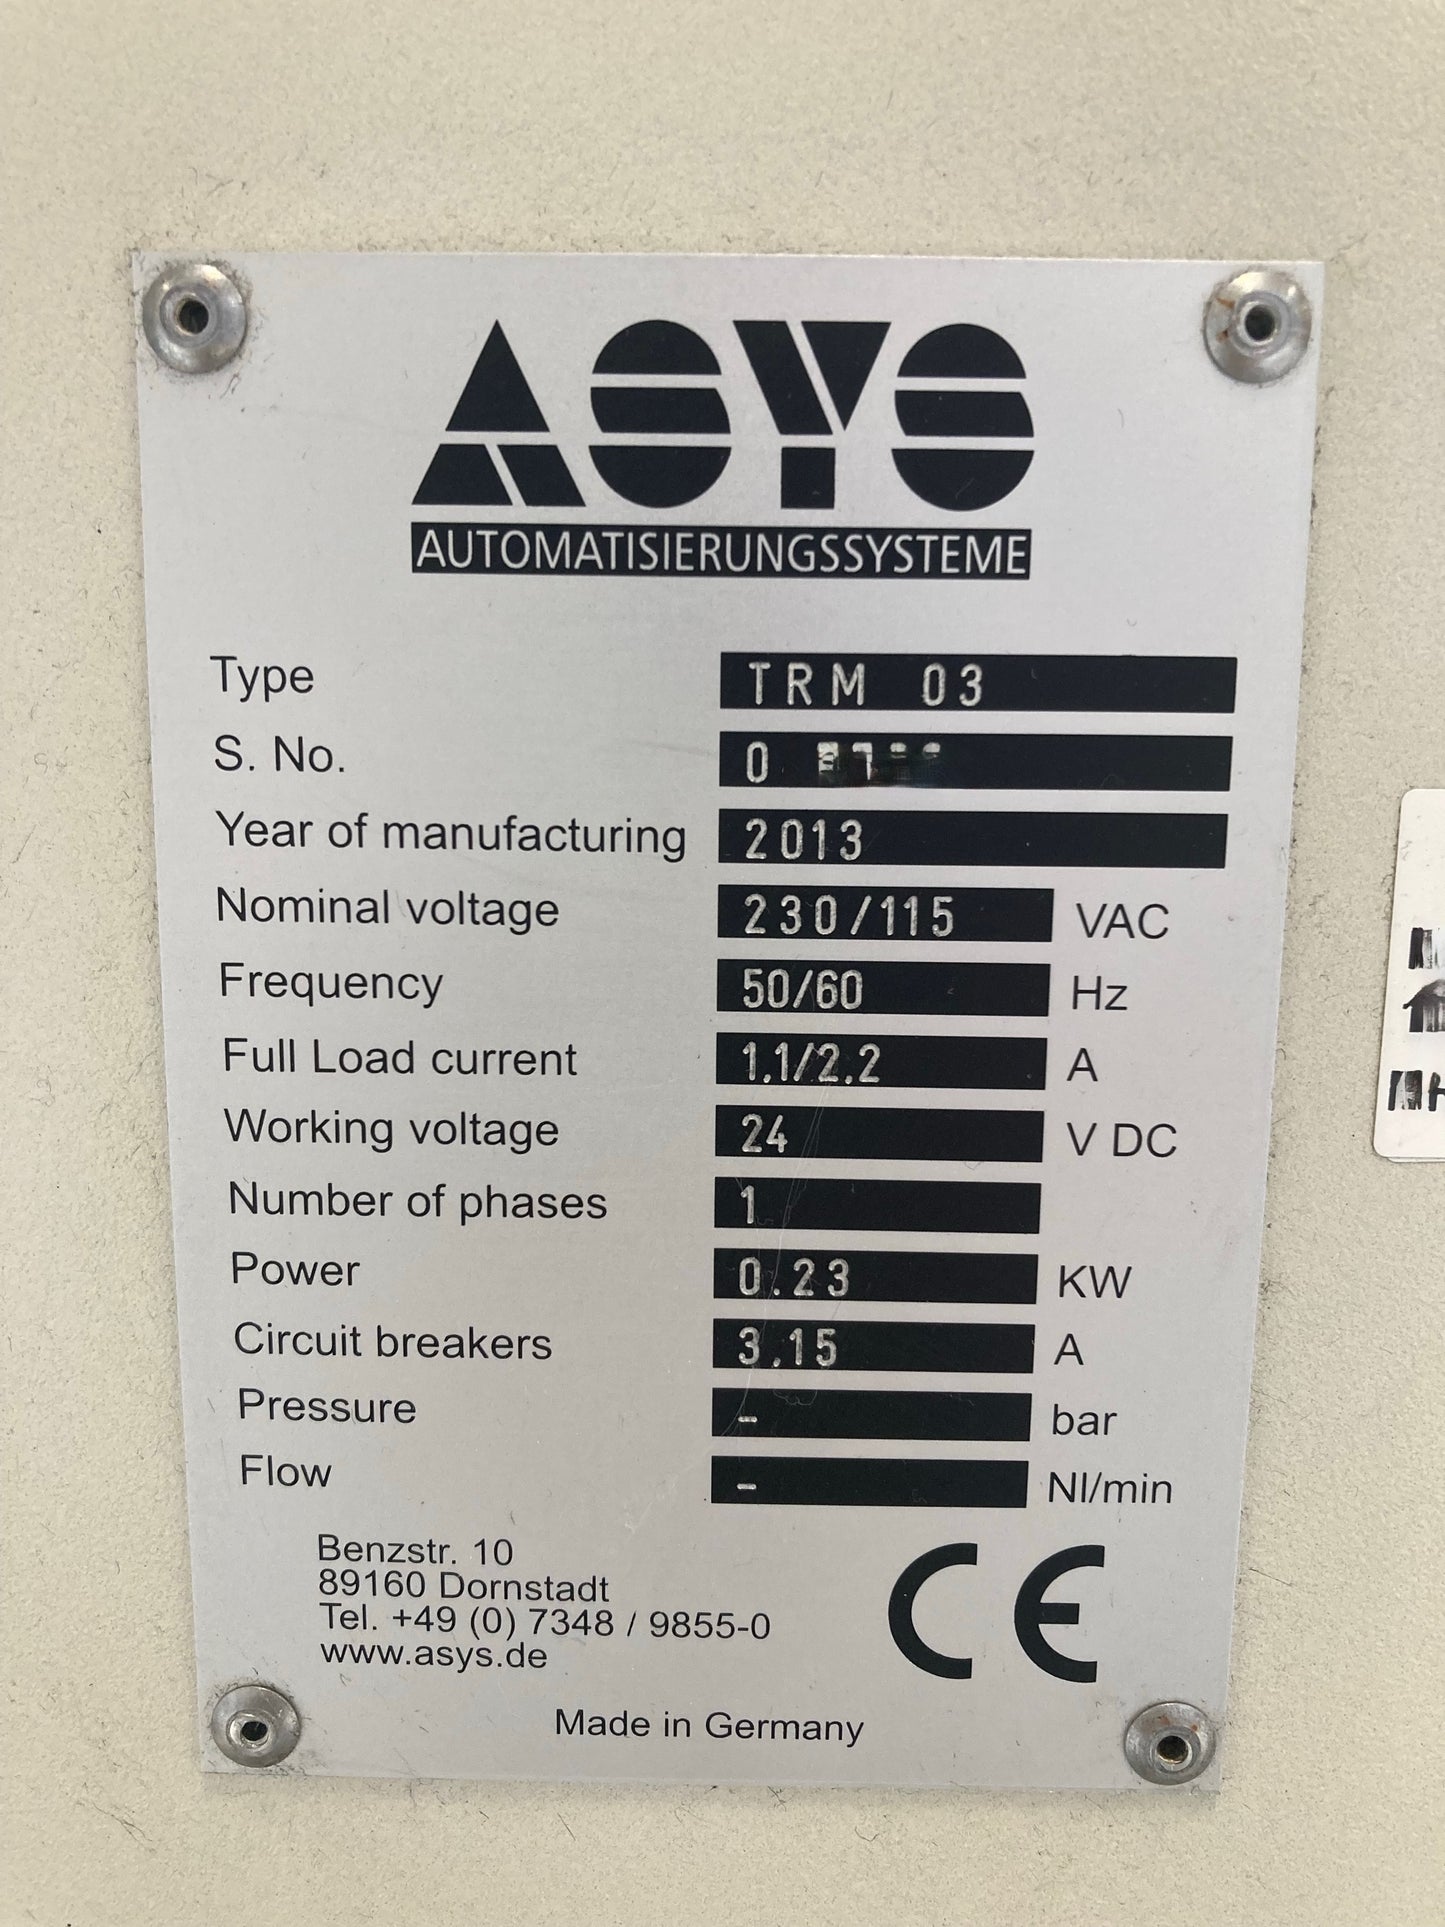 ASYS
AUTOMATISIERUNGSSYSTEME
Type TRM 03
S. No. 0
Year of manufacturing 2013
Nominal voltage 230/115 VAC
Frequency 50/60 Hz
Full Load current 1.1/2.2 A
Working voltage 24 V DC
Number of phases 1
Power 0.23 KW
Circuit breakers 3.15 A
Pressure - bar
Flow - Nl/min
Benzstr. 10
89160 Dornstadt
Tel. +49 (0) 7348 / 9855-0
www.asys.de
CE
Made in Germany